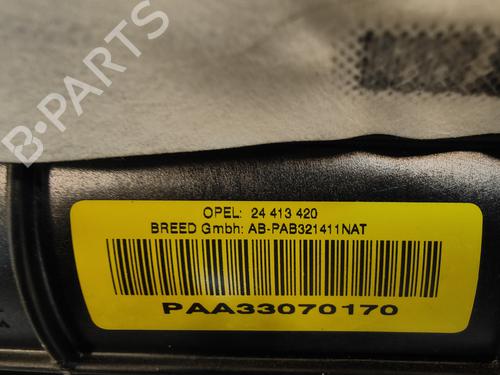 B-PARTS
OPEL: 24 413 420
BREED Gmbh: AB-PAB321411NAT
PAA33070170
A